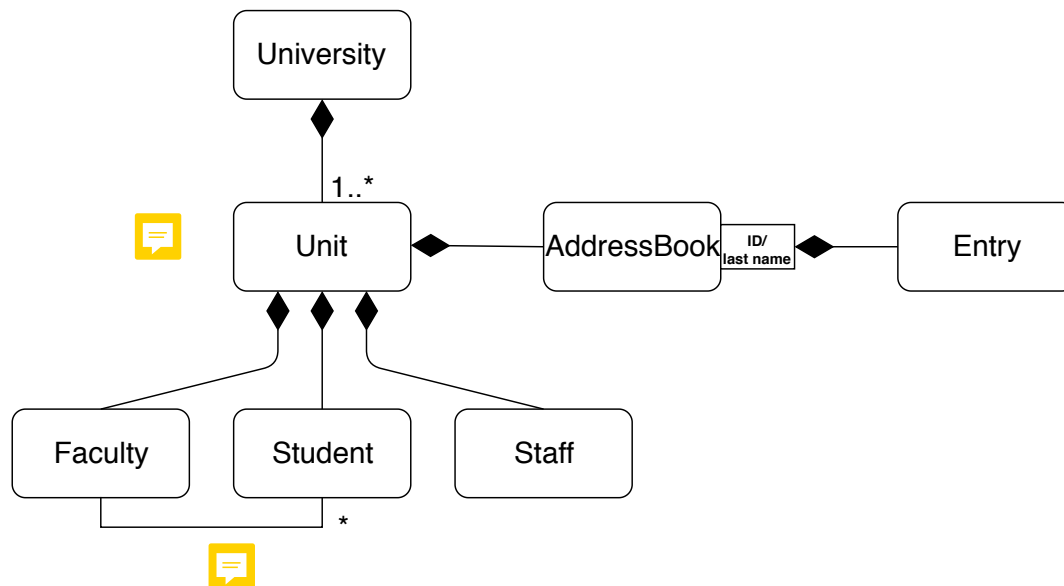 University
1..*
Unit
AddressBook
ID/
last name
Entry
Faculty
Student
Staff
*